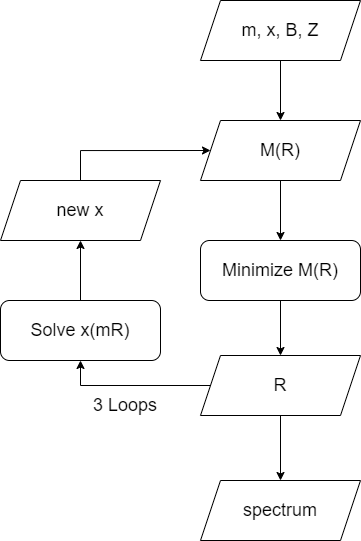 m, x, B, Z
M(R)
new x
Minimize M(R)
Solve x(mR)
R
3 Loops
spectrum